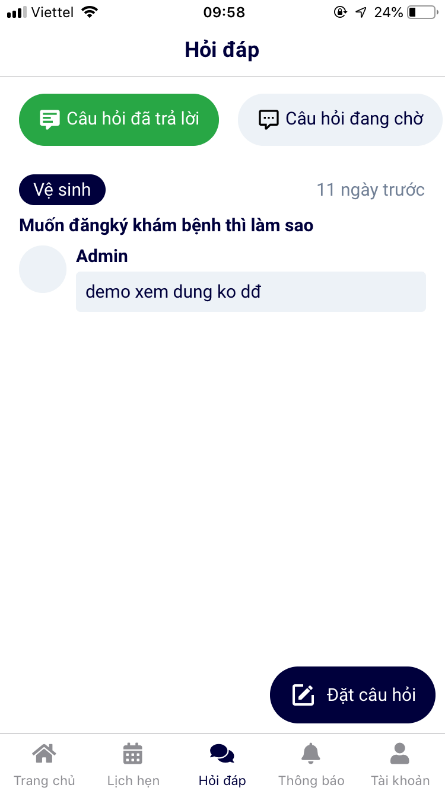 Viettel 09:58 24%
Hỏi đáp
Câu hỏi đã trả lời Câu hỏi đang chờ
Vệ sinh 11 ngày trước
Muốn đăngký khám bệnh thì làm sao
Admin
demo xem dung ko dđ
Đặt câu hỏi
Trang chủ Lịch hẹn Hỏi đáp Thông báo Tài khoản